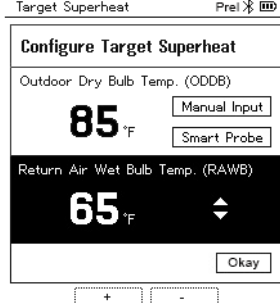 Target Superheat Prel
Configure Target Superheat
Outdoor Dry Bulb Temp. (ODDB)
85 °F
Manual Input
Smart Probe
Return Air Wet Bulb Temp. (RAWB)
65 °F
Okay
+ -